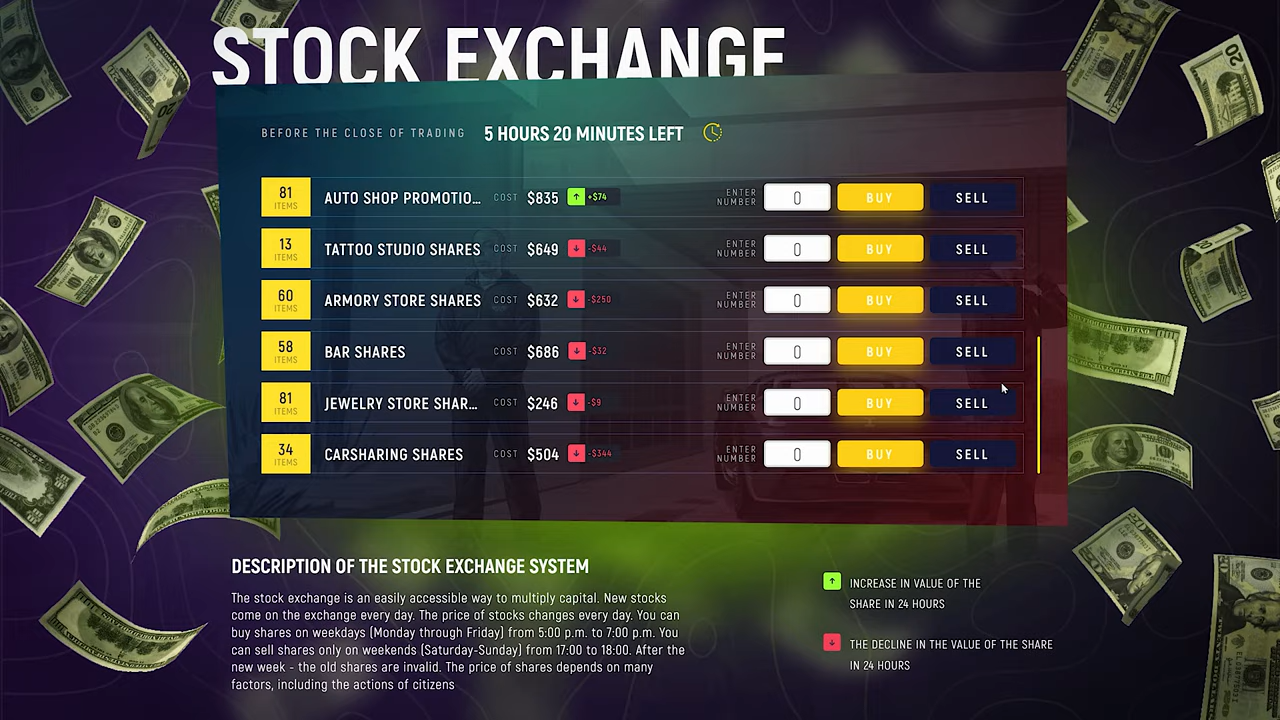 STOCK EXCHANGE
BEFORE THE CLOSE OF TRADING 5 HOURS 20 MINUTES LEFT
81 ITEMS AUTO SHOP PROMOTIO... COST $835 +$74 ENTER NUMBER 0 BUY SELL
13 ITEMS TATTOO STUDIO SHARES COST $649 -$44 ENTER NUMBER 0 BUY SELL
60 ITEMS ARMORY STORE SHARES COST $632 -$250 ENTER NUMBER 0 BUY SELL
58 ITEMS BAR SHARES COST $686 -$32 ENTER NUMBER 0 BUY SELL
81 ITEMS JEWELRY STORE SHAR... COST $246 -$9 ENTER NUMBER 0 BUY SELL
34 ITEMS CARSHARING SHARES COST $504 -$344 ENTER NUMBER 0 BUY SELL
DESCRIPTION OF THE STOCK EXCHANGE SYSTEM
The stock exchange is an easily accessible way to multiply capital. New stocks
come on the exchange every day. The price of stocks changes every day. You can
buy shares on weekdays (Monday through Friday) from 5:00 p.m. to 7:00 p.m. You
can sell shares only on weekends (Saturday-Sunday) from 17:00 to 18:00. After the
new week - the old shares are invalid. The price of shares depends on many
factors, including the actions of citizens
INCREASE IN VALUE OF THE
SHARE IN 24 HOURS
THE DECLINE IN THE VALUE OF THE SHARE
IN 24 HOURS